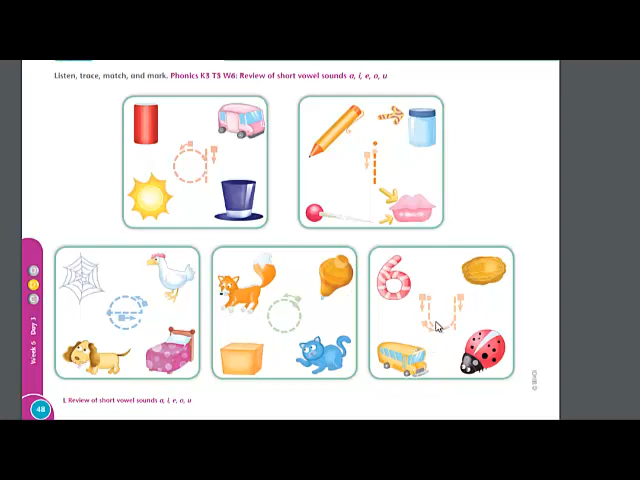 Listen, trace, match, and mark. Phonics K3 T3 W6: Review of short vowel sounds a, i, e, o, u
6
Week 5 Day 3
48
L Review of short vowel sounds a, i, e, o, u